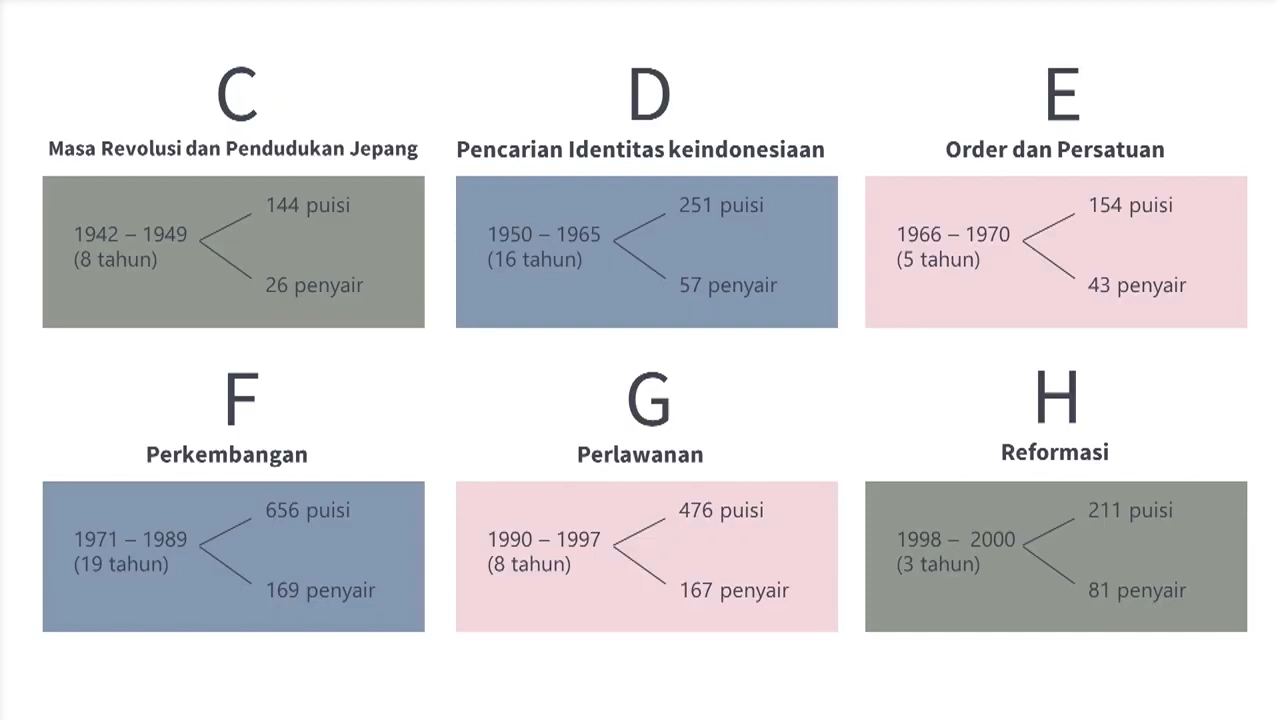 C
Masa Revolusi dan Pendudukan Jepang
1942 – 1949
(8 tahun)
144 puisi
26 penyair
D
Pencarian Identitas keindonesiaan
1950 – 1965
(16 tahun)
251 puisi
57 penyair
E
Order dan Persatuan
1966 – 1970
(5 tahun)
154 puisi
43 penyair
F
Perkembangan
1971 – 1989
(19 tahun)
656 puisi
169 penyair
G
Perlawanan
1990 – 1997
(8 tahun)
476 puisi
167 penyair
H
Reformasi
1998 – 2000
(3 tahun)
211 puisi
81 penyair